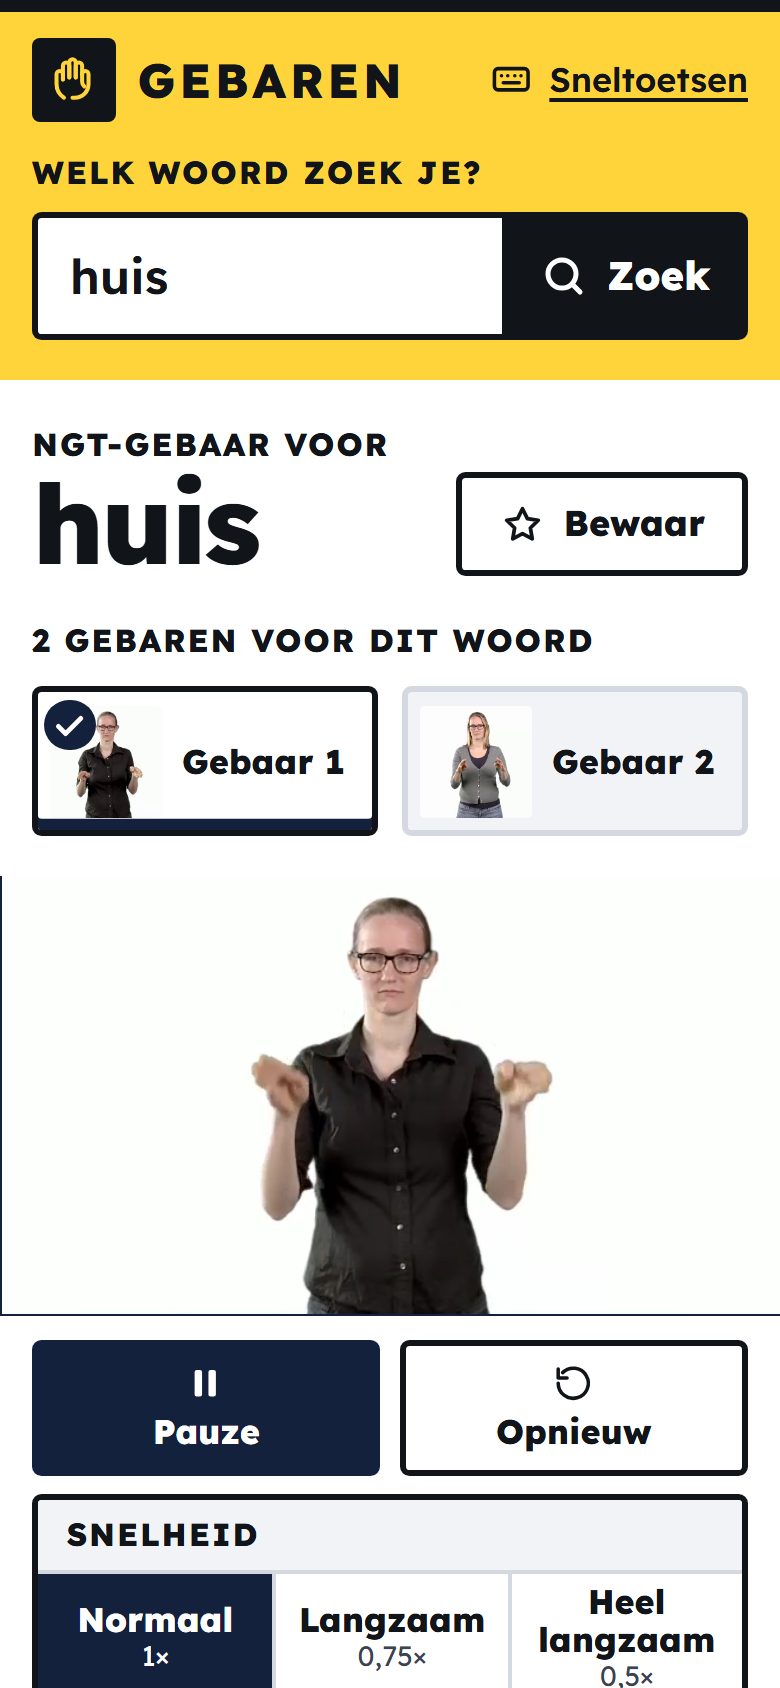 GEBAREN
Sneltoetsen
WELK WOORD ZOEK JE?
huis
Zoek
NGT-GEBAAR VOOR
huis
Bewaar
2 GEBAREN VOOR DIT WOORD
Gebaar 1
Gebaar 2
Pauze
Opnieuw
SNELHEID
Normaal
1×
Langzaam
0,75×
Heel
langzaam
0,5×